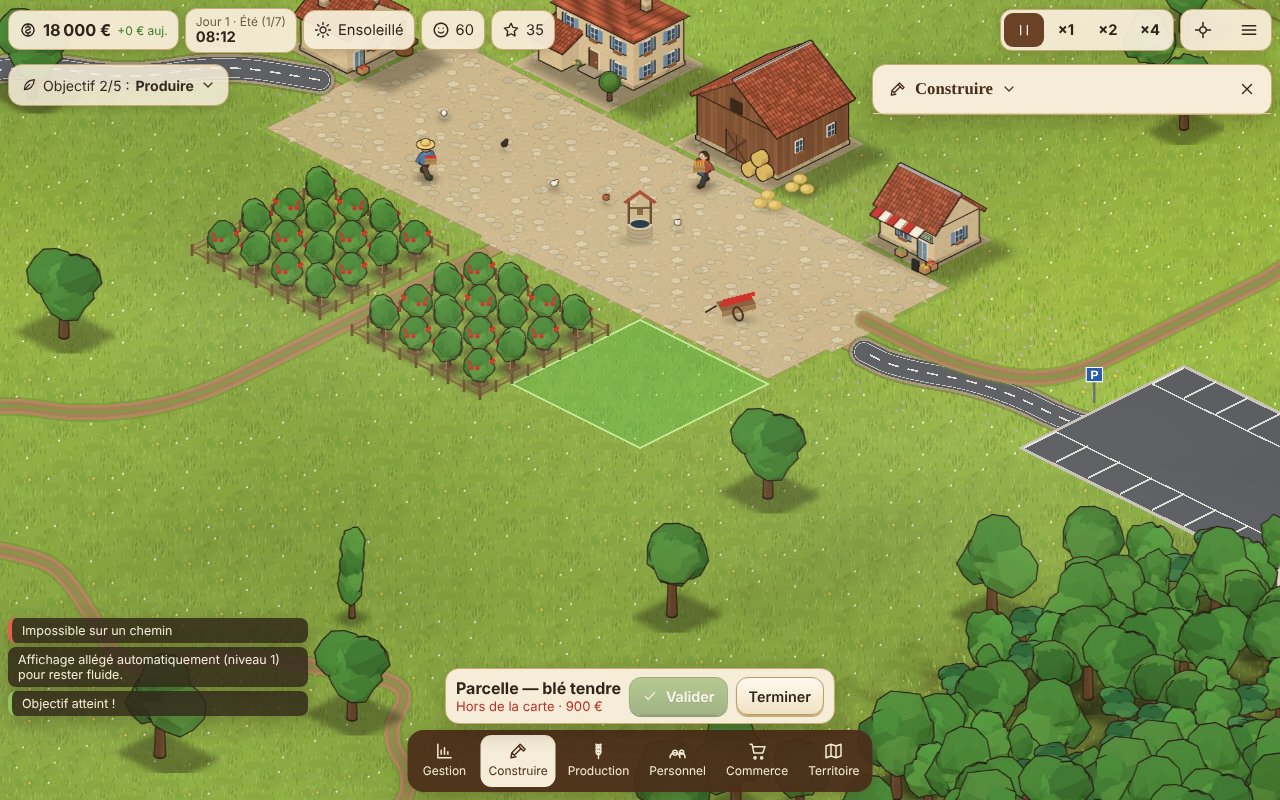 18 000 € +0 € auj.
Jour 1 · Été (1/7)
08:12
Ensoleillé
60
35
×1
×2
×4
Objectif 2/5 : Produire
Construire
P
Impossible sur un chemin
Affichage allégé automatiquement (niveau 1)
pour rester fluide.
Objectif atteint !
Parcelle — blé tendre
Hors de la carte · 900 €
Valider
Terminer
Gestion
Construire
Production
Personnel
Commerce
Territoire